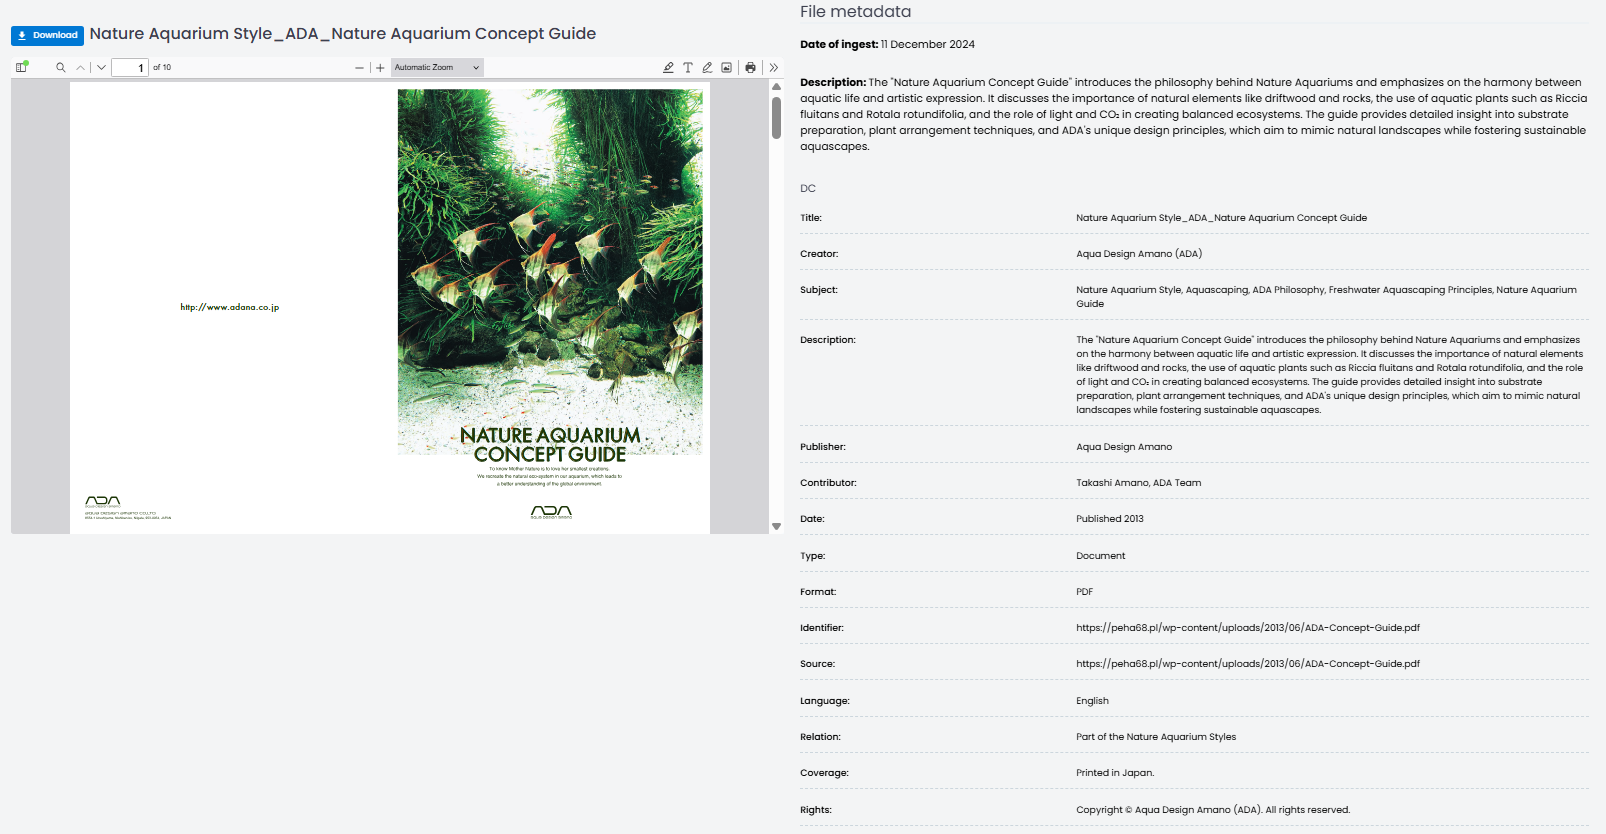 Download
Nature Aquarium Style_ADA_Nature Aquarium Concept Guide
1 of 10
Automatic Zoom
http://www.adana.co.jp
NATURE AQUARIUM
CONCEPT GUIDE
To know Mother Nature is to love her smallest creations.
We recreate the natural eco-system in our aquarium, which leads to
a better understanding of the global environment.
ADA
AQUA DESIGN AMANO
AQUA DESIGN AMANO CO.,LTD.
ADA
AQUA DESIGN AMANO
File metadata
Date of ingest: 11 December 2024
Description: The "Nature Aquarium Concept Guide" introduces the philosophy behind Nature Aquariums and emphasizes on the harmony between
aquatic life and artistic expression. It discusses the importance of natural elements like driftwood and rocks, the use of aquatic plants such as Riccia
fluitans and Rotala rotundifolia, and the role of light and CO₂ in creating balanced ecosystems. The guide provides detailed insight into substrate
preparation, plant arrangement techniques, and ADA's unique design principles, which aim to mimic natural landscapes while fostering sustainable
aquascapes.
DC
Title: Nature Aquarium Style_ADA_Nature Aquarium Concept Guide
Creator: Aqua Design Amano (ADA)
Subject: Nature Aquarium Style, Aquascaping, ADA Philosophy, Freshwater Aquascaping Principles, Nature Aquarium
Guide
Description: The "Nature Aquarium Concept Guide" introduces the philosophy behind Nature Aquariums and emphasizes
on the harmony between aquatic life and artistic expression. It discusses the importance of natural elements
like driftwood and rocks, the use of aquatic plants such as Riccia fluitans and Rotala rotundifolia, and the role
of light and CO₂ in creating balanced ecosystems. The guide provides detailed insight into substrate
preparation, plant arrangement techniques, and ADA's unique design principles, which aim to mimic natural
landscapes while fostering sustainable aquascapes.
Publisher: Aqua Design Amano
Contributor: Takashi Amano, ADA Team
Date: Published 2013
Type: Document
Format: PDF
Identifier: https://peha68.pl/wp-content/uploads/2013/06/ADA-Concept-Guide.pdf
Source: https://peha68.pl/wp-content/uploads/2013/06/ADA-Concept-Guide.pdf
Language: English
Relation: Part of the Nature Aquarium Styles
Coverage: Printed in Japan.
Rights: Copyright © Aqua Design Amano (ADA). All rights reserved.